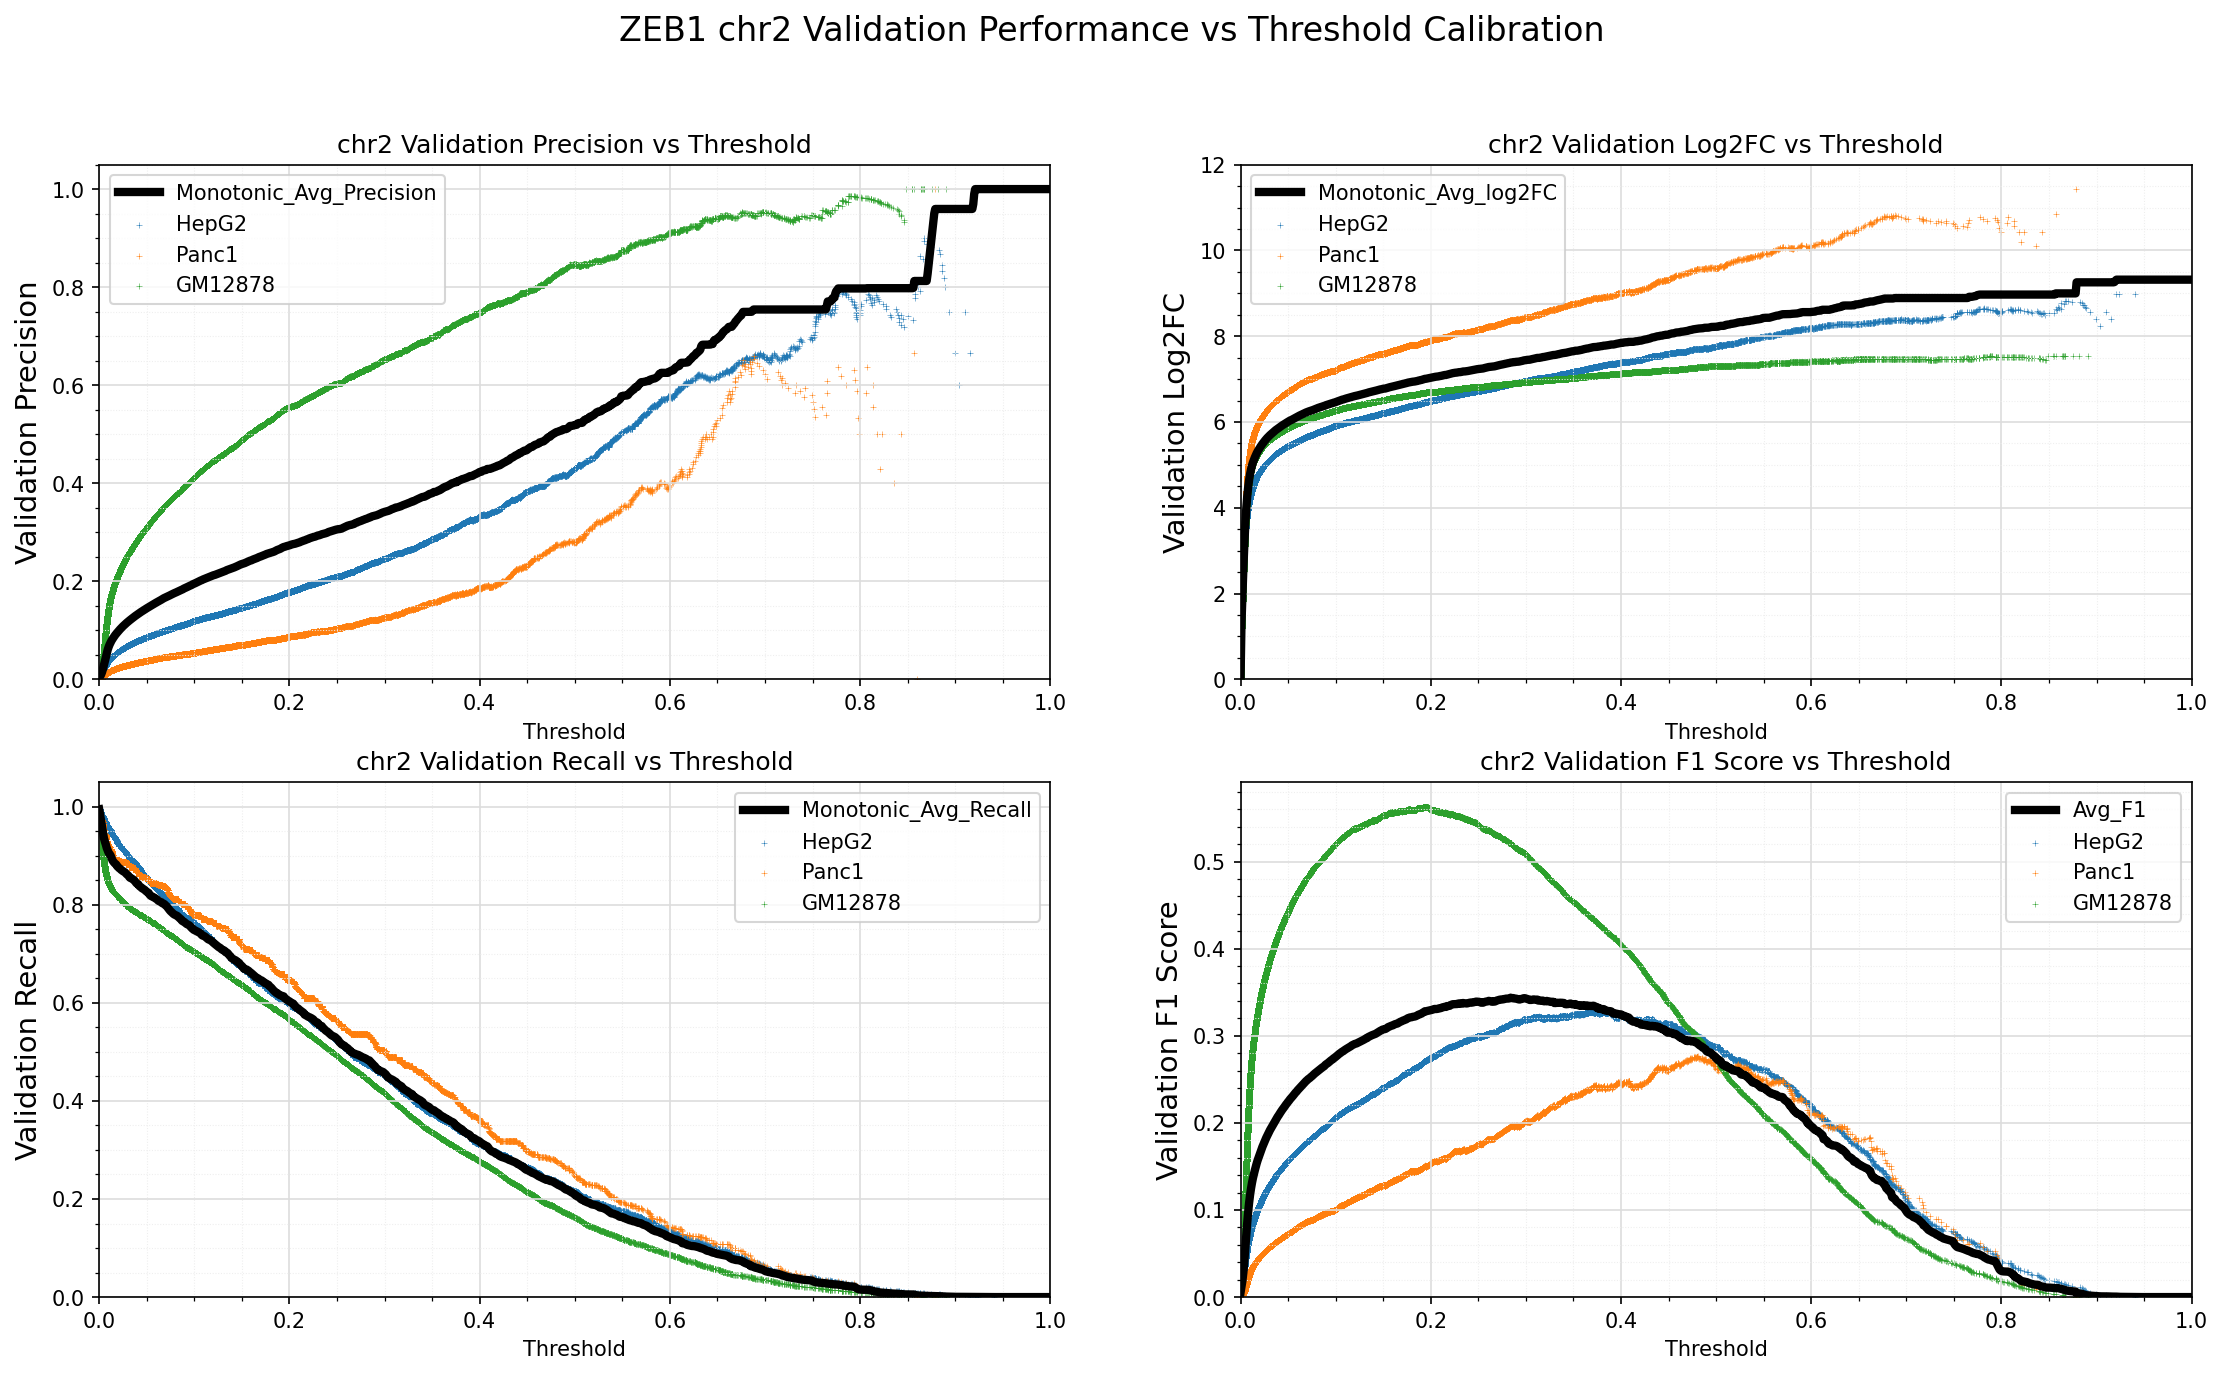 ZEB1 chr2 Validation Performance vs Threshold Calibration
chr2 Validation Precision vs Threshold
Validation Precision
1.0
0.8
0.6
0.4
0.2
0.0
Monotonic_Avg_Precision
HepG2
Panc1
GM12878
0.0 0.2 0.4 0.6 0.8 1.0
Threshold
chr2 Validation Log2FC vs Threshold
Validation Log2FC
12
10
8
6
4
2
0
Monotonic_Avg_log2FC
HepG2
Panc1
GM12878
0.0 0.2 0.4 0.6 0.8 1.0
Threshold
chr2 Validation Recall vs Threshold
Validation Recall
1.0
0.8
0.6
0.4
0.2
0.0
Monotonic_Avg_Recall
HepG2
Panc1
GM12878
0.0 0.2 0.4 0.6 0.8 1.0
Threshold
chr2 Validation F1 Score vs Threshold
Validation F1 Score
0.5
0.4
0.3
0.2
0.1
0.0
Avg_F1
HepG2
Panc1
GM12878
0.0 0.2 0.4 0.6 0.8 1.0
Threshold